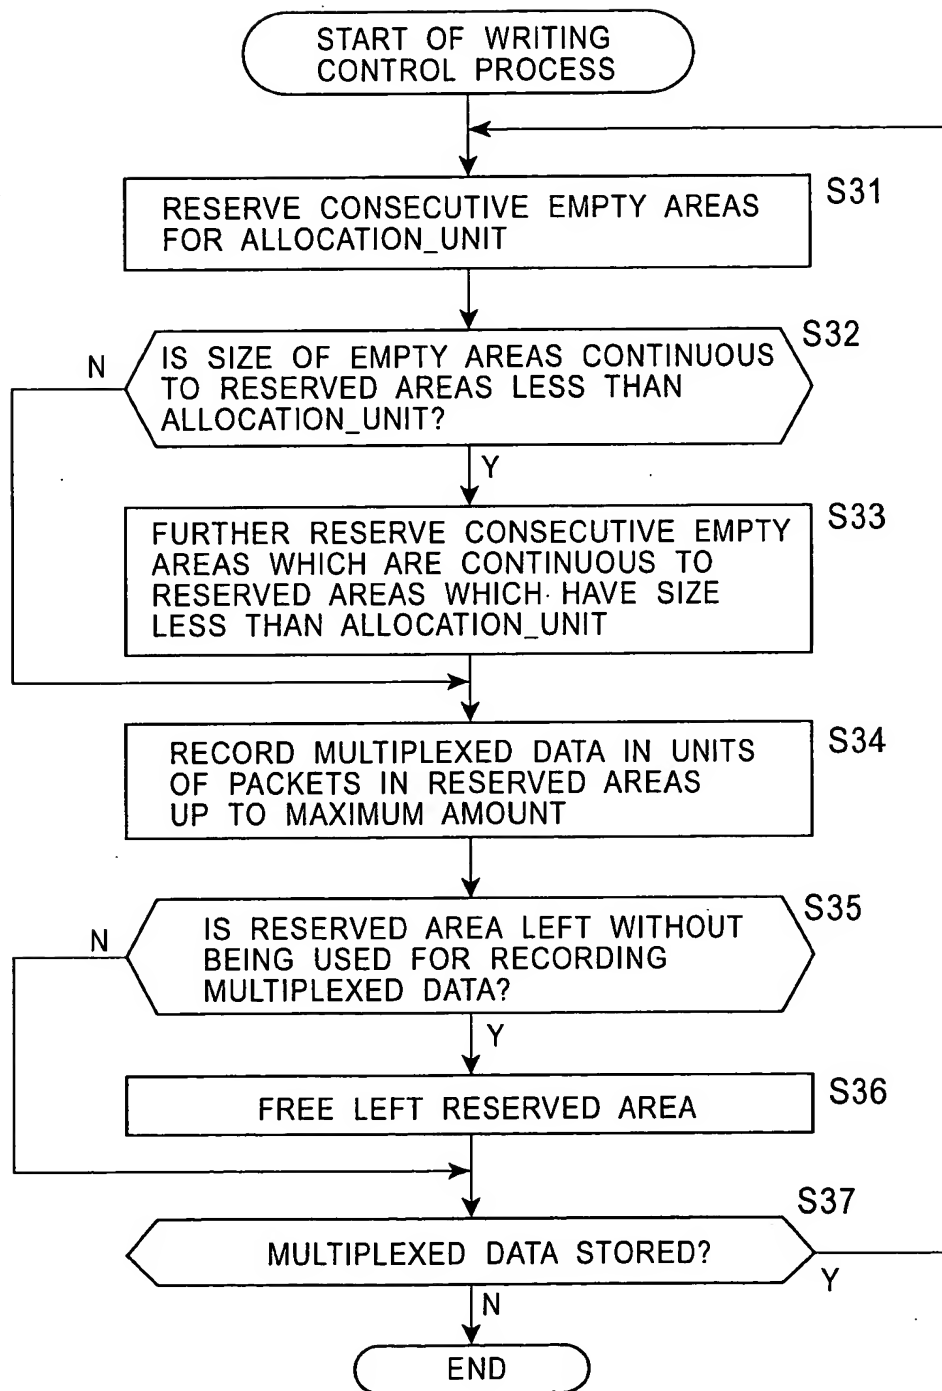 START OF WRITING
CONTROL PROCESS
S31
RESERVE CONSECUTIVE EMPTY AREAS
FOR ALLOCATION_UNIT
S32
N
IS SIZE OF EMPTY AREAS CONTINUOUS
TO RESERVED AREAS LESS THAN
ALLOCATION_UNIT?
Y
S33
FURTHER RESERVE CONSECUTIVE EMPTY
AREAS WHICH ARE CONTINUOUS TO
RESERVED AREAS WHICH HAVE SIZE
LESS THAN ALLOCATION_UNIT
S34
RECORD MULTIPLEXED DATA IN UNITS
OF PACKETS IN RESERVED AREAS
UP TO MAXIMUM AMOUNT
S35
N
IS RESERVED AREA LEFT WITHOUT
BEING USED FOR RECORDING
MULTIPLEXED DATA?
Y
S36
FREE LEFT RESERVED AREA
S37
MULTIPLEXED DATA STORED?
Y
N
END